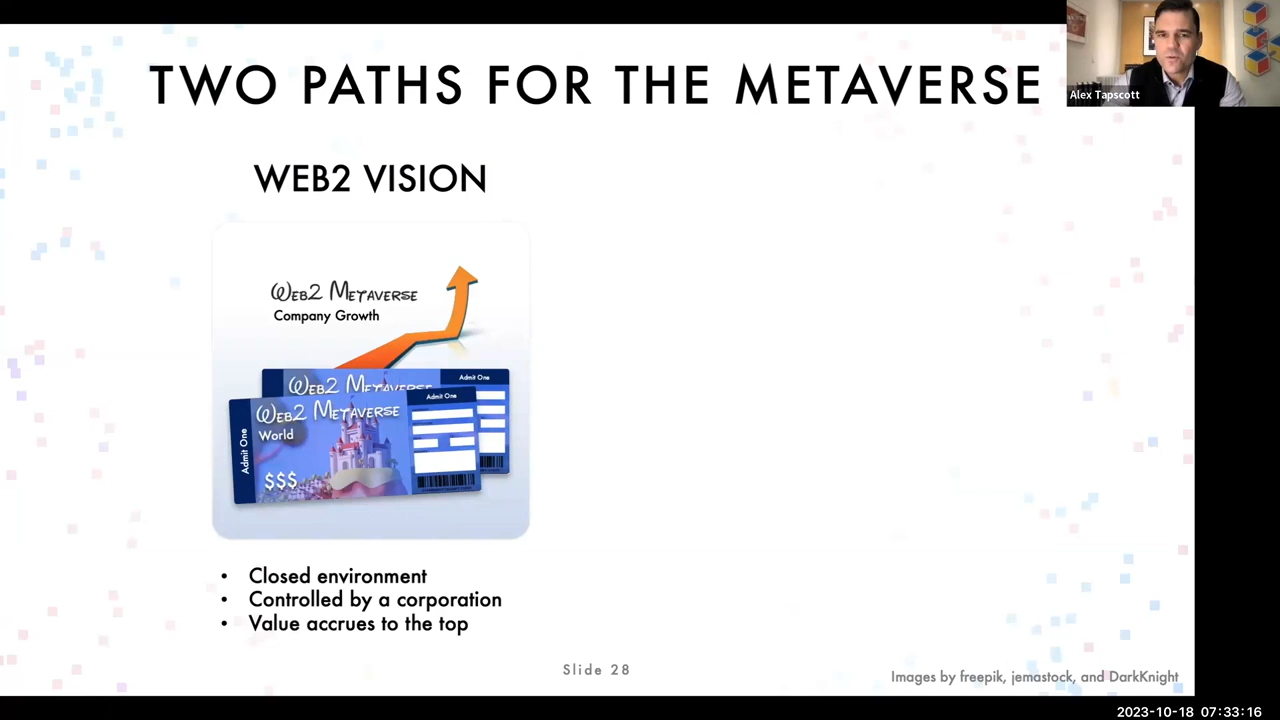 TWO PATHS FOR THE METAVERSE
Alex Tapscott
WEB2 VISION
WEB2 METAVERSE
Company Growth
WEB2 METAVERSE
Admit One
WEB2 METAVERSE
World
Admit One
Admit One
$$$
• Closed environment
• Controlled by a corporation
• Value accrues to the top
Slide 28
Images by freepik, jemastock, and DarkKnight
2023-10-18 07:33:16